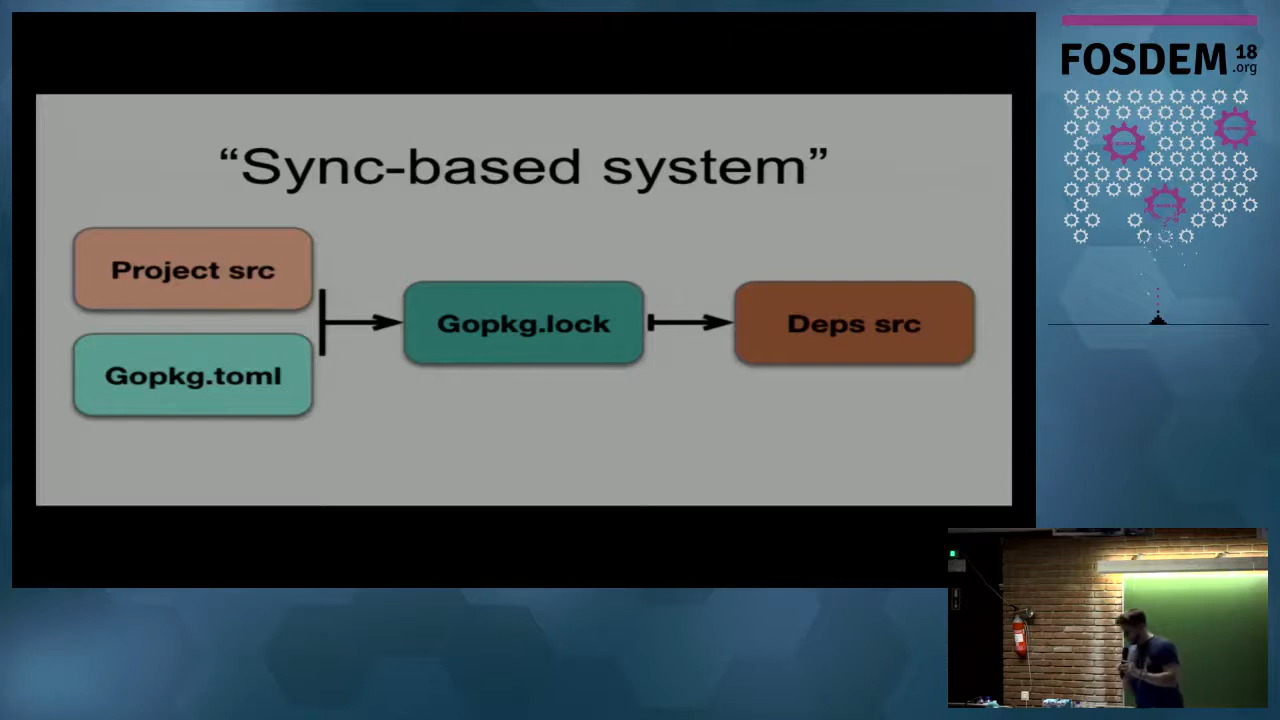 “Sync-based system”
Project src
Gopkg.toml
Gopkg.lock
Deps src
FOSDEM 18
.org